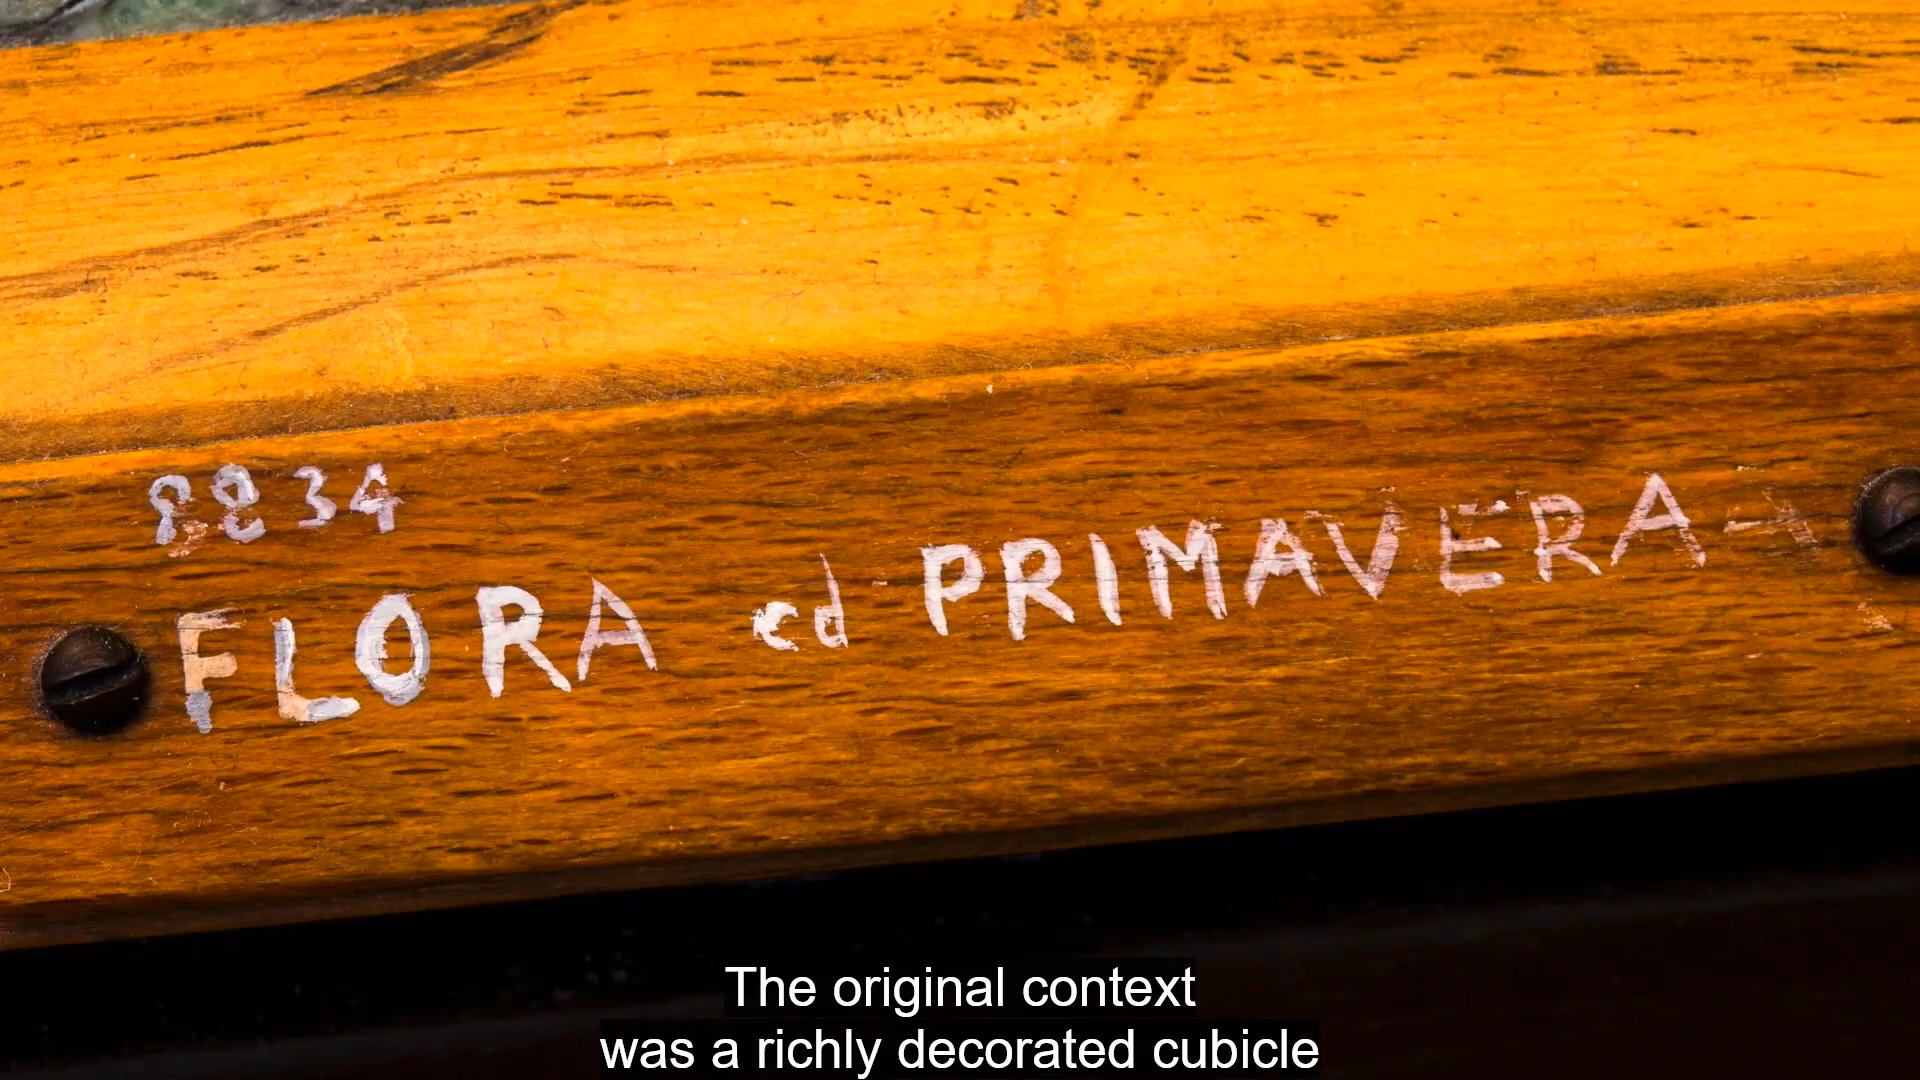 8834
FLORA ed PRIMAVERA
The original context
was a richly decorated cubicle